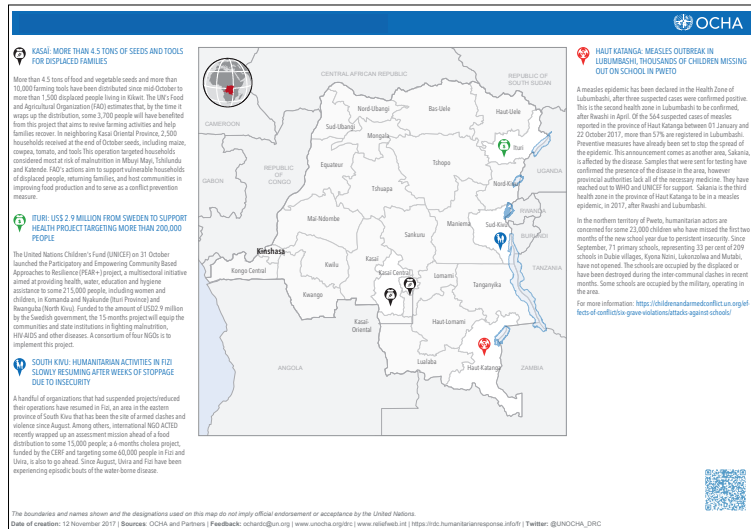 OCHA
KASAÏ: MORE THAN 4.5 TONS OF SEEDS AND TOOLS
FOR DISPLACED FAMILIES
More than 4.5 tons of food and vegetable seeds and more than
10,000 farming tools have been distributed since mid-October to
more than 1,500 displaced people living in Kikwit. The UN's Food
and Agricultural Organization (FAO) estimates that, by the time it
wraps up the distribution, some 3,700 people will have benefited
from this project that aims to revive farming activities and help
families recover. In neighboring Kasai Oriental Province, 2,500
households received at the end of October seeds, including maize,
cowpea, tomato, and tools This operation targeted households
considered most at risk of malnutrition in Mbuyi Mayi, Tchilundu
and Katende. FAO's actions aim to support vulnerable households
of displaced people, returning families, and host communities in
improving food production and to serve as a conflict prevention
measure.
ITURI: US$ 2.9 MILLION FROM SWEDEN TO SUPPORT
HEALTH PROJECT TARGETING MORE THAN 200,000
PEOPLE
The United Nations Children's Fund (UNICEF) on 31 October
launched the Participatory and Empowering Community Based
Approaches to Resilience (PEAR+) project, a multisectoral initiative
aimed at providing health, water, education and hygiene
assistance to some 215,000 people, including women and
children, in Komanda and Nyakunde (Ituri Province) and
Rwanguba (North Kivu). Funded to the amount of USD2.9 million
by the Swedish government, the 15-months project will equip the
communities and state institutions in fighting malnutrition,
HIV-AIDS and other diseases. A consortium of four NGOs is to
implement this project.
SOUTH KIVU: HUMANITARIAN ACTIVITIES IN FIZI
SLOWLY RESUMING AFTER WEEKS OF STOPPAGE
DUE TO INSECURITY
A handful of organizations that had suspended projects/reduced
their operations have resumed in Fizi, an area in the eastern
province of South Kivu that has been the site of armed clashes and
violence since August. Among others, international NGO ACTED
recently wrapped up an assessment mission ahead of a food
distribution to some 15,000 people; a 6-months cholera project,
funded by the CERF and targeting some 60,000 people in Fizi and
Uvira, is also to go ahead. Since August, Uvira and Fizi have been
experiencing episodic bouts of the water-borne disease.
CENTRAL AFRICAN REPUBLIC
REPUBLIC OF
SOUTH SUDAN
CAMEROON
Nord-Ubangi
Bas-Uele
Haut-Uele
Sud-Ubangi
Mongala
Ituri
REPUBLIC
OF
CONGO
Equateur
Tshopo
UGANDA
GABON
Tshuapa
Nord-Kivu
Mai-Ndombe
RWANDA
Maniema
Sud-Kivu
Sankuru
BURUNDI
Kinshasa
Kwilu
Kasaï
Kongo Central
Kasaï Central
Lomami
TANZANIA
Kwango
Tanganyika
Kasaï-
Oriental
Haut-Lomami
Lualaba
Haut-Katanga
ANGOLA
ZAMBIA
HAUT KATANGA: MEASLES OUTBREAK IN
LUBUMBASHI, THOUSANDS OF CHILDREN MISSING
OUT ON SCHOOL IN PWETO
A measles epidemic has been declared in the Health Zone of
Lubumbashi, after three suspected cases were confirmed positive.
This is the second health zone in Lubumbashi to be confirmed,
after Rwashi in April. Of the 564 suspected cases of measles
reported in the province of Haut Katanga between 01 January and
22 October 2017, more than 57% are registered in Lubumbashi.
Preventive measures have already been set to stop the spread of
the epidemic. This announcement comes as another area, Sakania,
is affected by the disease. Samples that were sent for testing have
confirmed the presence of the disease in the area, however
provincial authorities lack all of the necessary medicine. They have
reached out to WHO and UNICEF for support. Sakania is the third
health zone in the province of Haut Katanga to be in a measles
epidemic, in 2017, after Rwashi and Lubumbashi.
In the northern territory of Pweto, humanitarian actors are
concerned for some 23,000 children who have missed the first two
months of the new school year due to persistent insecurity. Since
September, 71 primary schools, representing 33 per cent of 209
schools in Dubie villages, Kyona Nzini, Lukonzolwa and Mutabi,
have not opened. The schools are occupied by the displaced or
have been destroyed during the intercommunal clashes in recent
months. Some schools are occupied by the military, operating in
the area.
For more information: https://childrenandarmedconflict.un.org/ef-
fects-of-conflict/six-grave-violations/attacks-against-schools/
The boundaries and names shown and the designations used on this map do not imply official endorsement or acceptance by the United Nations.
Date of creation: 12 November 2017 | Sources: OCHA and Partners | Feedback: ochardc@un.org | www.unocha.org/drc | www.reliefweb.int | https://rdc.humanitarianresponse.info/fr | Twitter: @UNOCHA_DRC